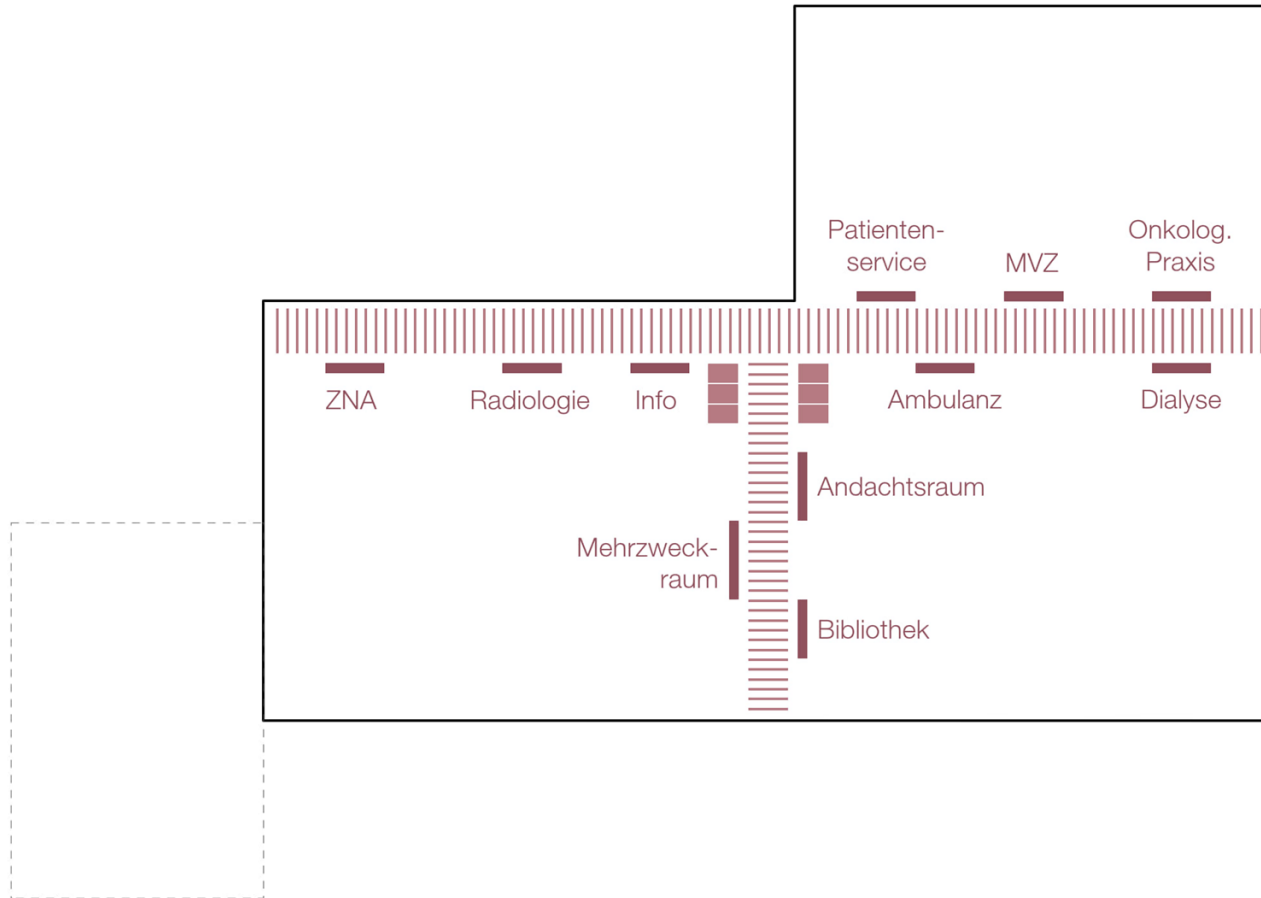 Patienten-
service
MVZ
Onkolog.
Praxis
ZNA
Radiologie
Info
Ambulanz
Dialyse
Andachtsraum
Mehrzweck-
raum
Bibliothek